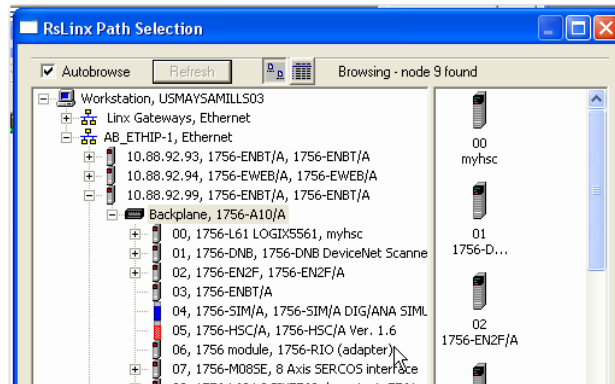 RsLinx Path Selection
Autobrowse
Refresh
Browsing - node 9 found
Workstation, USMAYSAMILLS03
Linx Gateways, Ethernet
AB_ETHIP-1, Ethernet
10.88.92.93, 1756-ENBT/A, 1756-ENBT/A
10.88.92.94, 1756-EWEB/A, 1756-EWEB/A
10.88.92.99, 1756-ENBT/A, 1756-ENBT/A
Backplane, 1756-A10/A
00, 1756-L61 LOGIX5561, myhsc
01, 1756-DNB, 1756-DNB DeviceNet Scanne
02, 1756-EN2F, 1756-EN2F/A
03, 1756-ENBT/A
04, 1756-SIM/A, 1756-SIM/A DIG/ANA SIMU
05, 1756-HSC/A, 1756-HSC/A Ver. 1.6
06, 1756 module, 1756-RIO (adapter)
07, 1756-M08SE, 8 Axis SERCOS interface
00
myhsc
01
1756-D...
02
1756-EN2F/A